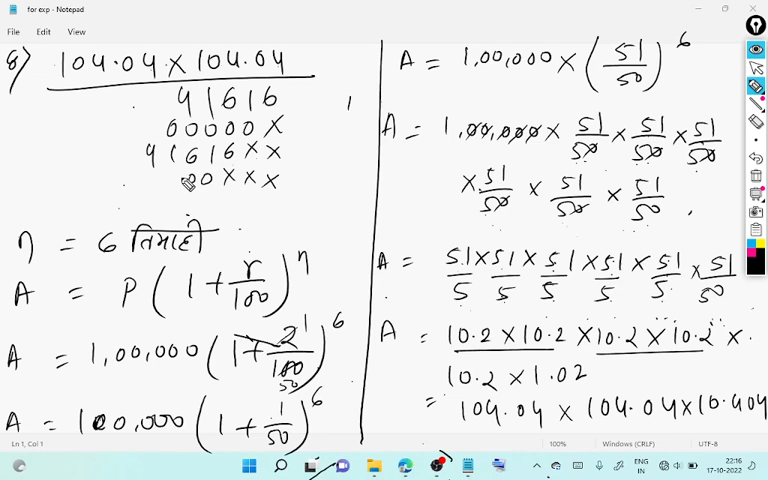 for exp - Notepad
File Edit View
8) 104.04 × 104.04
41616
00000×
41616××
00×××
η = 6 तिमाही
A = P(1 + r/100)^η
A = 1,00,000(1 + 2 1/100 50)^6
A = 100,000(1 + 1/50)^6
A = 1,00,000 × (51/50)^6
A = 1,00,000 × 51/50 × 51/50 × 51/50
× 51/50 × 51/50 × 51/50
A = 51/5 × 51/5 × 51/5 × 51/5 × 51/5 × 51/50
A = 10.2 × 10.2 × 10.2 × 10.2 ×
10.2 × 1.02
= 104.04 × 104.04 × 10.404
Ln 1, Col 1 100% Windows (CRLF) UTF-8
ENG IN 22:16 17-10-2022